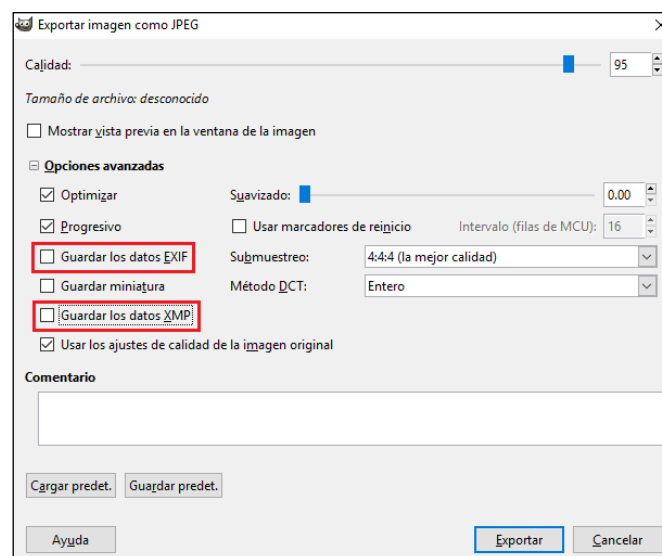 Exportar imagen como JPEG
Calidad: 95
Tamaño de archivo: desconocido
Mostrar vista previa en la ventana de la imagen
Opciones avanzadas
Optimizar Suavizado: 0.00
Progresivo Usar marcadores de reinicio Intervalo (filas de MCU): 16
Guardar los datos EXIF Submuestreo: 4:4:4 (la mejor calidad)
Guardar miniatura Método DCT: Entero
Guardar los datos XMP
Usar los ajustes de calidad de la imagen original
Comentario
Cargar predet. Guardar predet.
Ayuda Exportar Cancelar